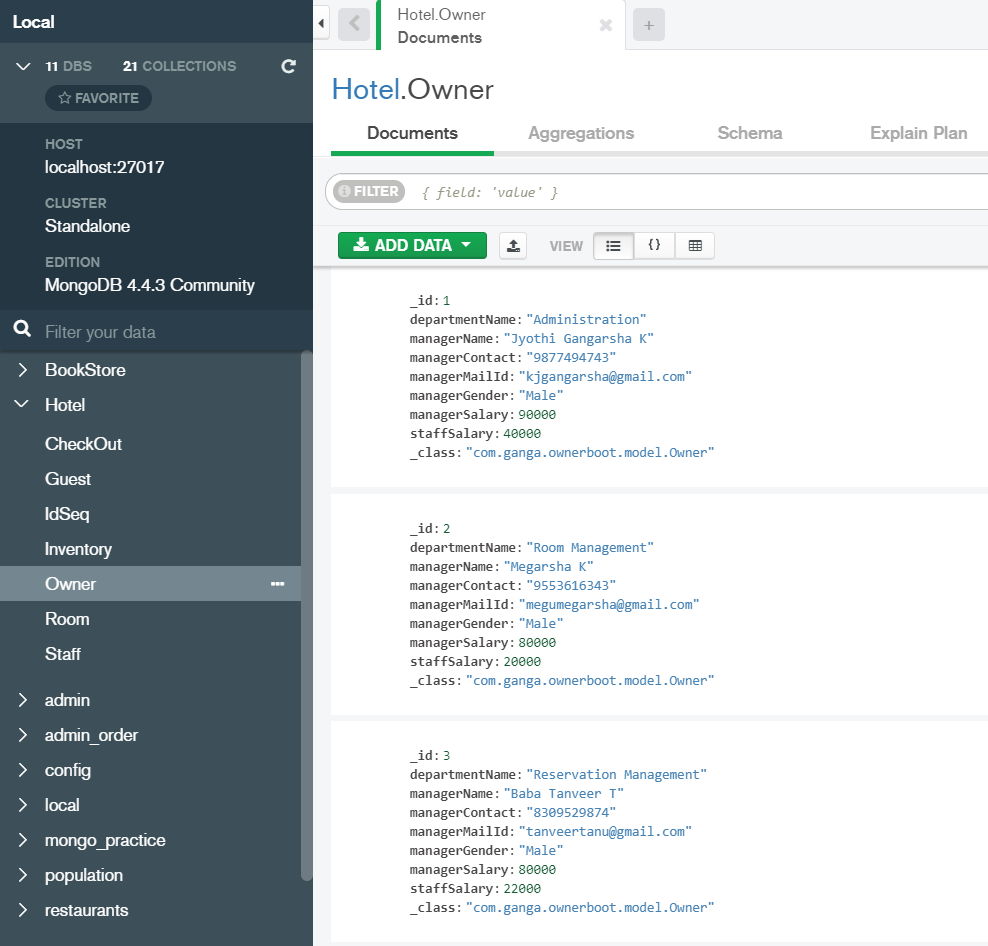 Local
11 DBS 21 COLLECTIONS
FAVORITE
HOST
localhost:27017
CLUSTER
Standalone
EDITION
MongoDB 4.4.3 Community
Filter your data
BookStore
Hotel
CheckOut
Guest
IdSeq
Inventory
Owner
Room
Staff
admin
admin_order
config
local
mongo_practice
population
restaurants
Hotel.Owner
Documents
Hotel.Owner
Documents Aggregations Schema Explain Plan
FILTER { field: 'value' }
ADD DATA VIEW {}
_id: 1
departmentName: "Administration"
managerName: "Jyothi Gangarsha K"
managerContact: "9877494743"
managerMailId: "kjgangarsha@gmail.com"
managerGender: "Male"
managerSalary: 90000
staffSalary: 40000
_class: "com.ganga.ownerboot.model.Owner"
_id: 2
departmentName: "Room Management"
managerName: "Megarsha K"
managerContact: "9553616343"
managerMailId: "megumegarsha@gmail.com"
managerGender: "Male"
managerSalary: 80000
staffSalary: 20000
_class: "com.ganga.ownerboot.model.Owner"
_id: 3
departmentName: "Reservation Management"
managerName: "Baba Tanveer T"
managerContact: "8309529874"
managerMailId: "tanveertanu@gmail.com"
managerGender: "Male"
managerSalary: 80000
staffSalary: 22000
_class: "com.ganga.ownerboot.model.Owner"